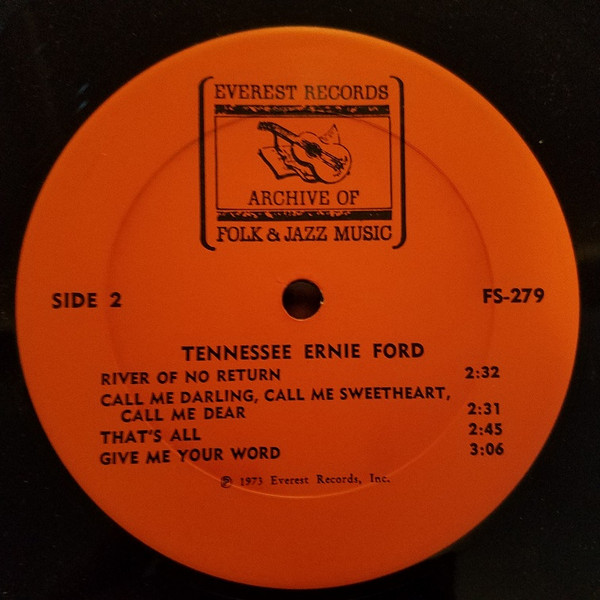 EVEREST RECORDS
ARCHIVE OF
FOLK & JAZZ MUSIC
SIDE 2
FS-279
TENNESSEE ERNIE FORD
RIVER OF NO RETURN 2:32
CALL ME DARLING, CALL ME SWEETHEART,
CALL ME DEAR 2:31
THAT'S ALL 2:45
GIVE ME YOUR WORD 3:06
℗ 1973 Everest Records, Inc.